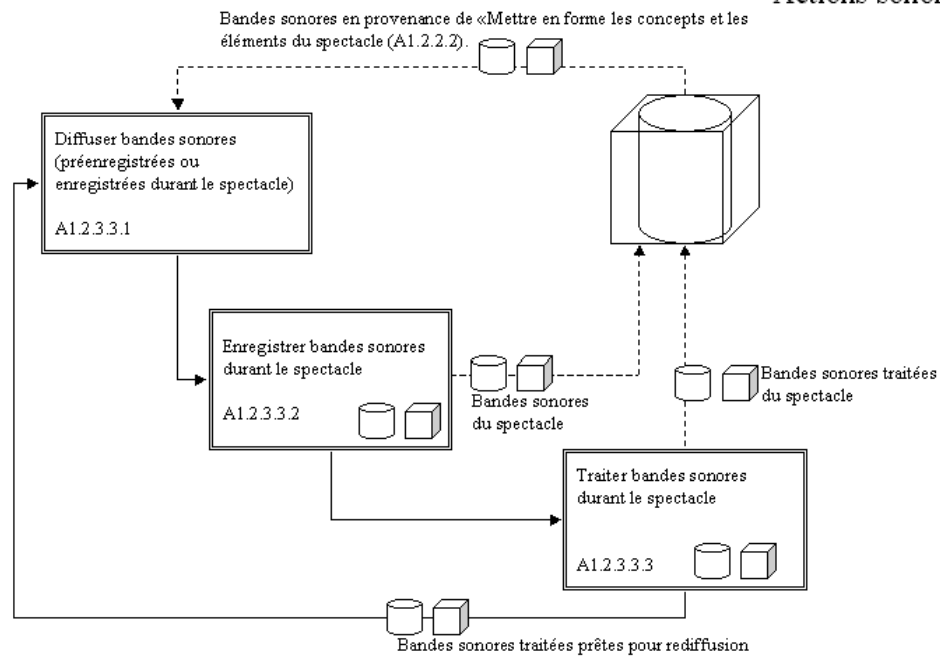 Actions sonor
Bandes sonores en provenance de «Mettre en forme les concepts et les
éléments du spectacle (A1.2.2.2).
Diffuser bandes sonores
(préenregistrées ou
enregistrées durant le spectacle)
A1.2.3.3.1
Enregistrer bandes sonores
durant le spectacle
A1.2.3.3.2
Bandes sonores
du spectacle
Bandes sonores traitées
du spectacle
Traiter bandes sonores
durant le spectacle
A1.2.3.3.3
Bandes sonores traitées prêtes pour rediffusion